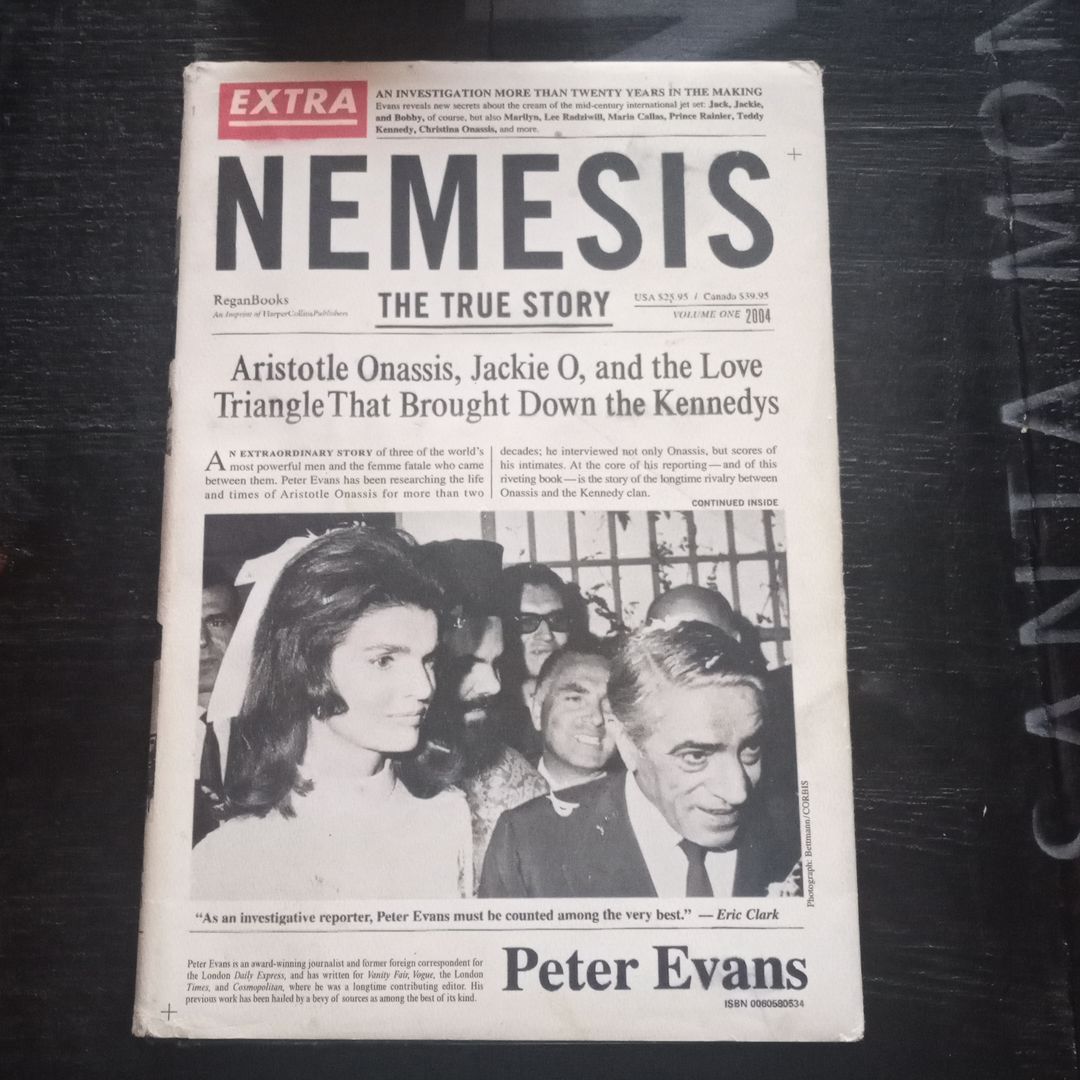 EXTRA
AN INVESTIGATION MORE THAN TWENTY YEARS IN THE MAKING
Evans reveals new secrets about the cream of the mid-century international jet set: Jack, Jackie,
and Bobby, of course, but also Marilyn, Lee Radziwill, Maria Callas, Prince Rainier, Teddy
Kennedy, Christina Onassis, and more.
NEMESIS
ReganBooks
An Imprint of HarperCollinsPublishers
THE TRUE STORY
USA $25.95 / Canada $39.95
VOLUME ONE 2004
Aristotle Onassis, Jackie O, and the Love
Triangle That Brought Down the Kennedys
AN EXTRAORDINARY STORY of three of the world's
most powerful men and the femme fatale who came
between them. Peter Evans has been researching the life
and times of Aristotle Onassis for more than two
decades; he interviewed not only Onassis, but scores of
his intimates. At the core of his reporting—and of this
riveting book—is the story of the longtime rivalry between
Onassis and the Kennedy clan.
CONTINUED INSIDE
Photograph: Bettmann/CORBIS
"As an investigative reporter, Peter Evans must be counted among the very best." — Eric Clark
Peter Evans is an award-winning journalist and former foreign correspondent for
the London Daily Express, and has written for Vanity Fair, Vogue, the London
Times, and Cosmopolitan, where he was a longtime contributing editor. His
previous work has been hailed by a bevy of sources as among the best of its kind.
Peter Evans
ISBN 0060580534